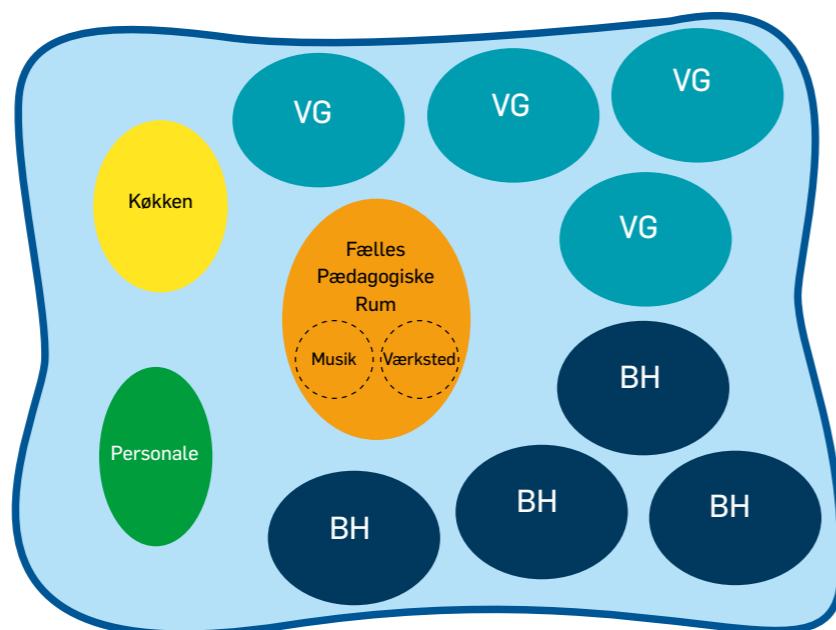 VG
VG
VG
Køkken
VG
Fælles
Pædagogiske
Rum
Musik
Værksted
BH
Personale
BH
BH
BH